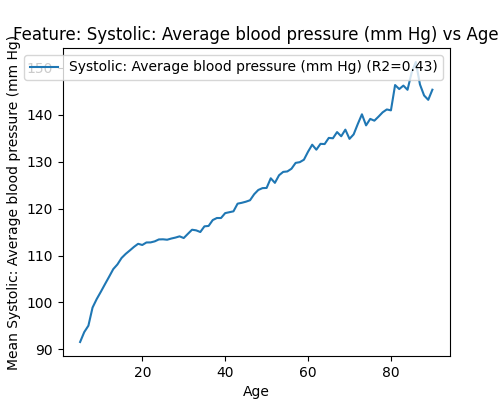 Feature: Systolic: Average blood pressure (mm Hg) vs Age
Systolic: Average blood pressure (mm Hg) (R2=0.43)
Mean Systolic: Average blood pressure (mm Hg)
150
140
130
120
110
100
90
20
40
60
80
Age